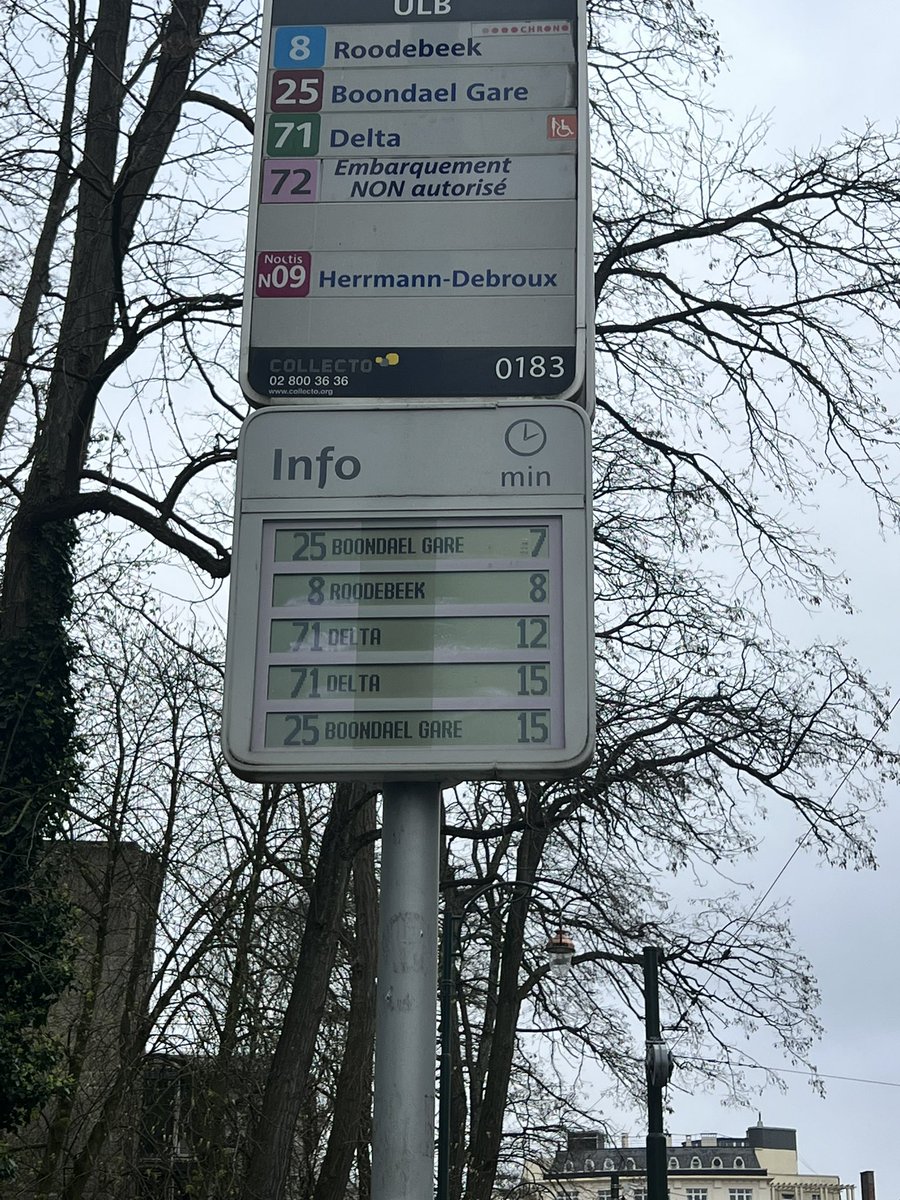 ULB
CHRONO
8 Roodebeek
25 Boondael Gare
71 Delta
72 Embarquement
NON autorisé
Noctis
N09 Herrmann-Debroux
COLLECTO
02 800 36 36
www.collecto.org
0183
Info
min
25 BOONDAEL GARE 7
8 ROODEBEEK 8
71 DELTA 12
71 DELTA 15
25 BOONDAEL GARE 15